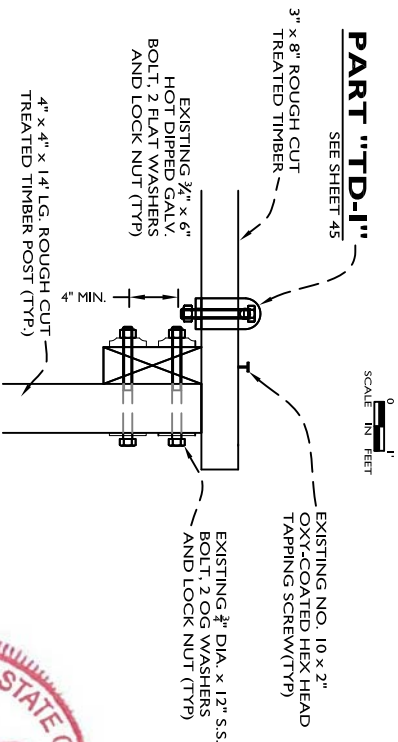 PART "TD-1"
SEE SHEET 45
0 1'
SCALE IN FEET
3" x 8" ROUGH CUT
TREATED TIMBER
EXISTING NO. 10 x 2"
OXY-COATED HEX HEAD
TAPPING SCREW(TYP)
EXISTING ¾" x 6"
HOT DIPPED GALV.
BOLT, 2 FLAT WASHERS
AND LOCK NUT (TYP)
4" MIN.
EXISTING ¾" DIA. x 12" S.S.
BOLT, 2 OG WASHERS
AND LOCK NUT (TYP)
4" x 4" x 14' LG. ROUGH CUT
TREATED TIMBER POST (TYP.)
STATE